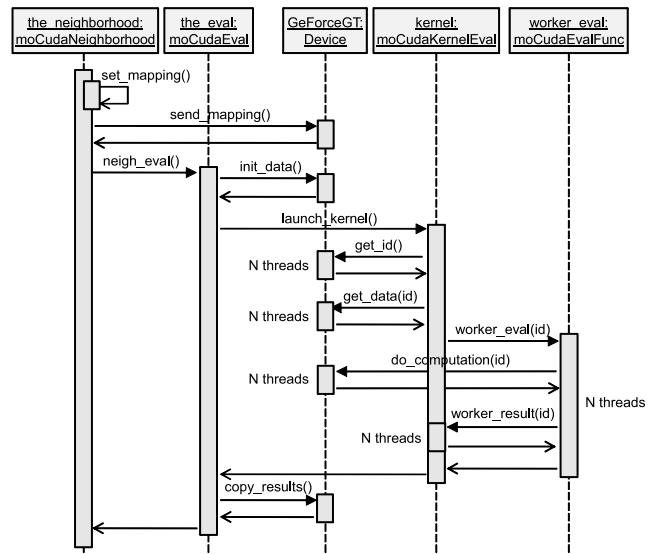 the_neighborhood:
moCudaNeighborhood
the_eval:
moCudaEval
GeForceGT:
Device
kernel:
moCudaKernelEval
worker_eval:
moCudaEvalFunc
set_mapping()
send_mapping()
neigh_eval()
init_data()
launch_kernel()
get_id()
N threads
get_data(id)
N threads
worker_eval(id)
do_computation(id)
N threads
N threads
worker_result(id)
N threads
copy_results()